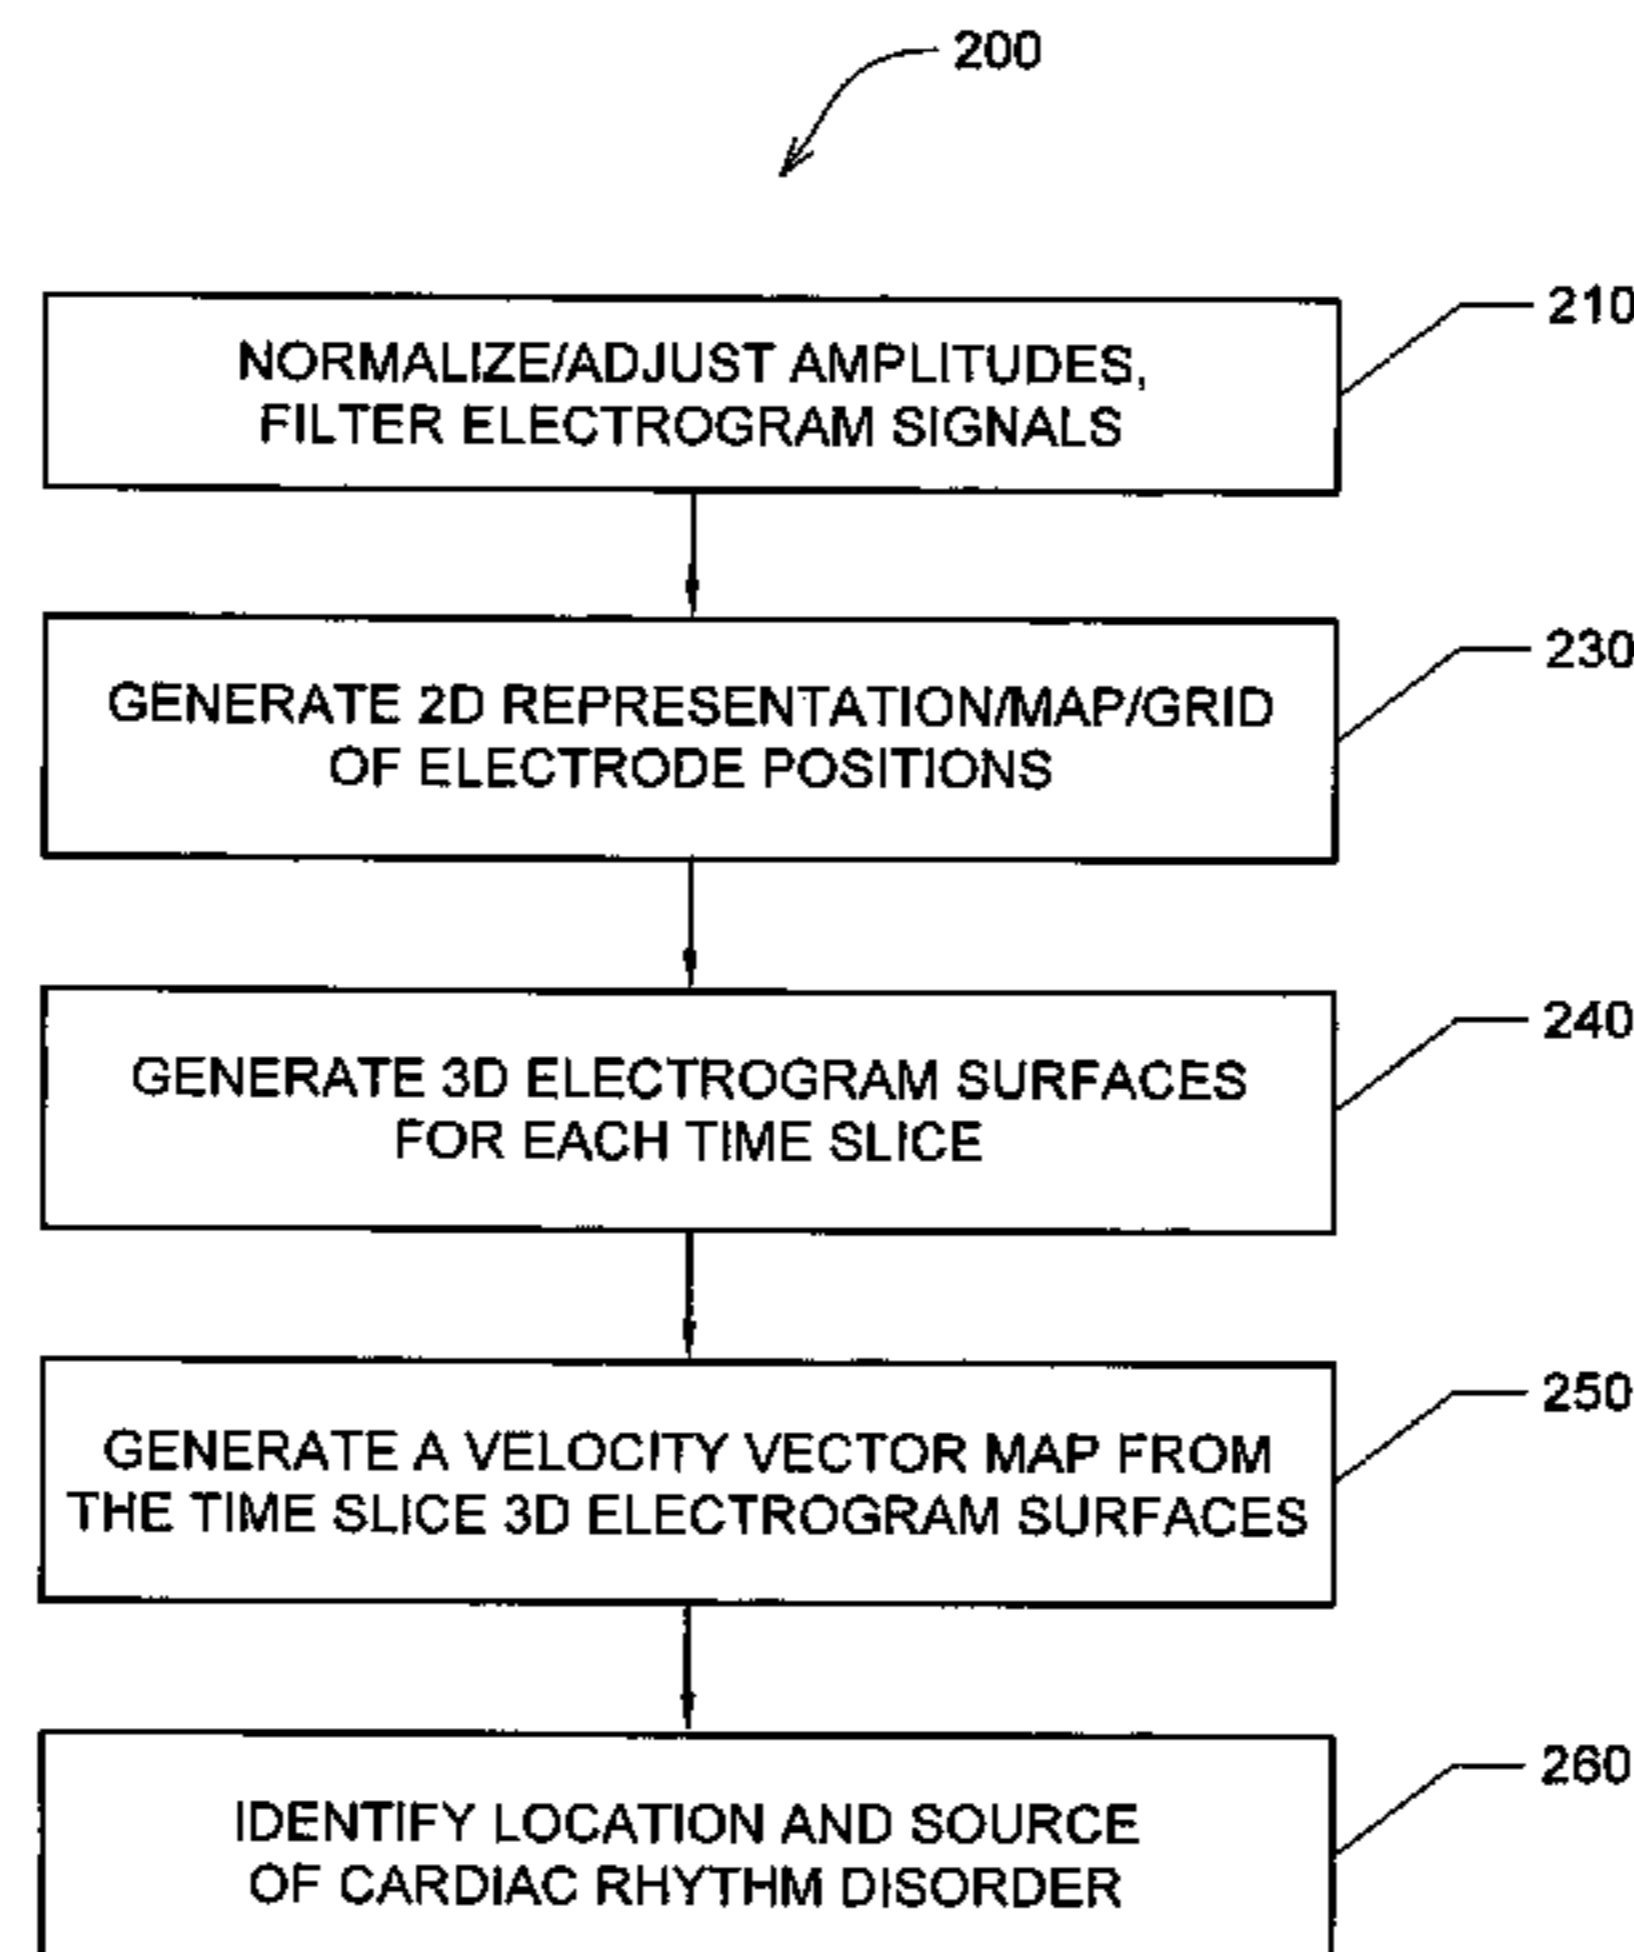 200
210
NORMALIZE/ADJUST AMPLITUDES,
FILTER ELECTROGRAM SIGNALS
230
GENERATE 2D REPRESENTATION/MAP/GRID
OF ELECTRODE POSITIONS
240
GENERATE 3D ELECTROGRAM SURFACES
FOR EACH TIME SLICE
250
GENERATE A VELOCITY VECTOR MAP FROM
THE TIME SLICE 3D ELECTROGRAM SURFACES
260
IDENTIFY LOCATION AND SOURCE
OF CARDIAC RHYTHM DISORDER